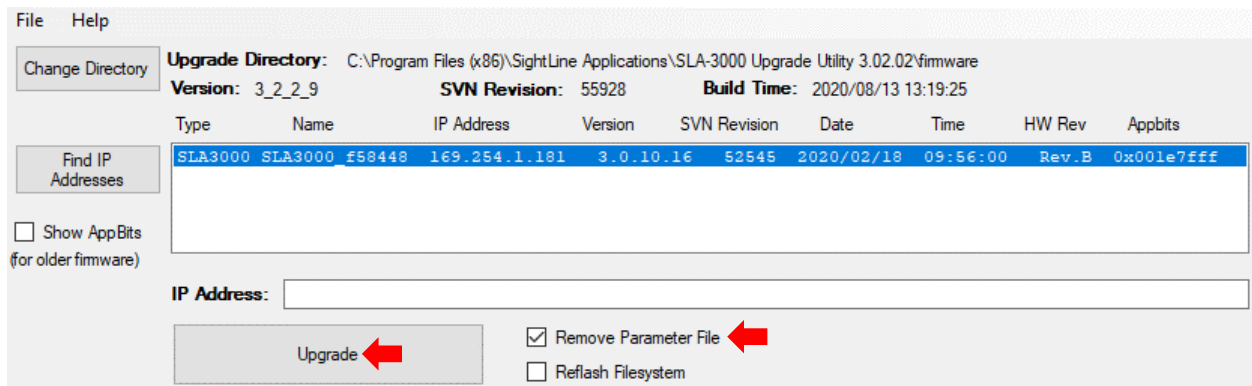 File Help
Change Directory Upgrade Directory: C:\Program Files (x86)\SightLine Applications\SLA-3000 Upgrade Utility 3.02.02\firmware
Version: 3_2_2_9 SVN Revision: 55928 Build Time: 2020/08/13 13:19:25
Type Name IP Address Version SVN Revision Date Time HW Rev Appbits
Find IP Addresses
SLA3000 SLA3000_f58448 169.254.1.181 3.0.10.16 52545 2020/02/18 09:56:00 Rev.B 0x001e7fff
Show AppBits
(for older firmware)
IP Address:
Upgrade
Remove Parameter File
Reflash Filesystem